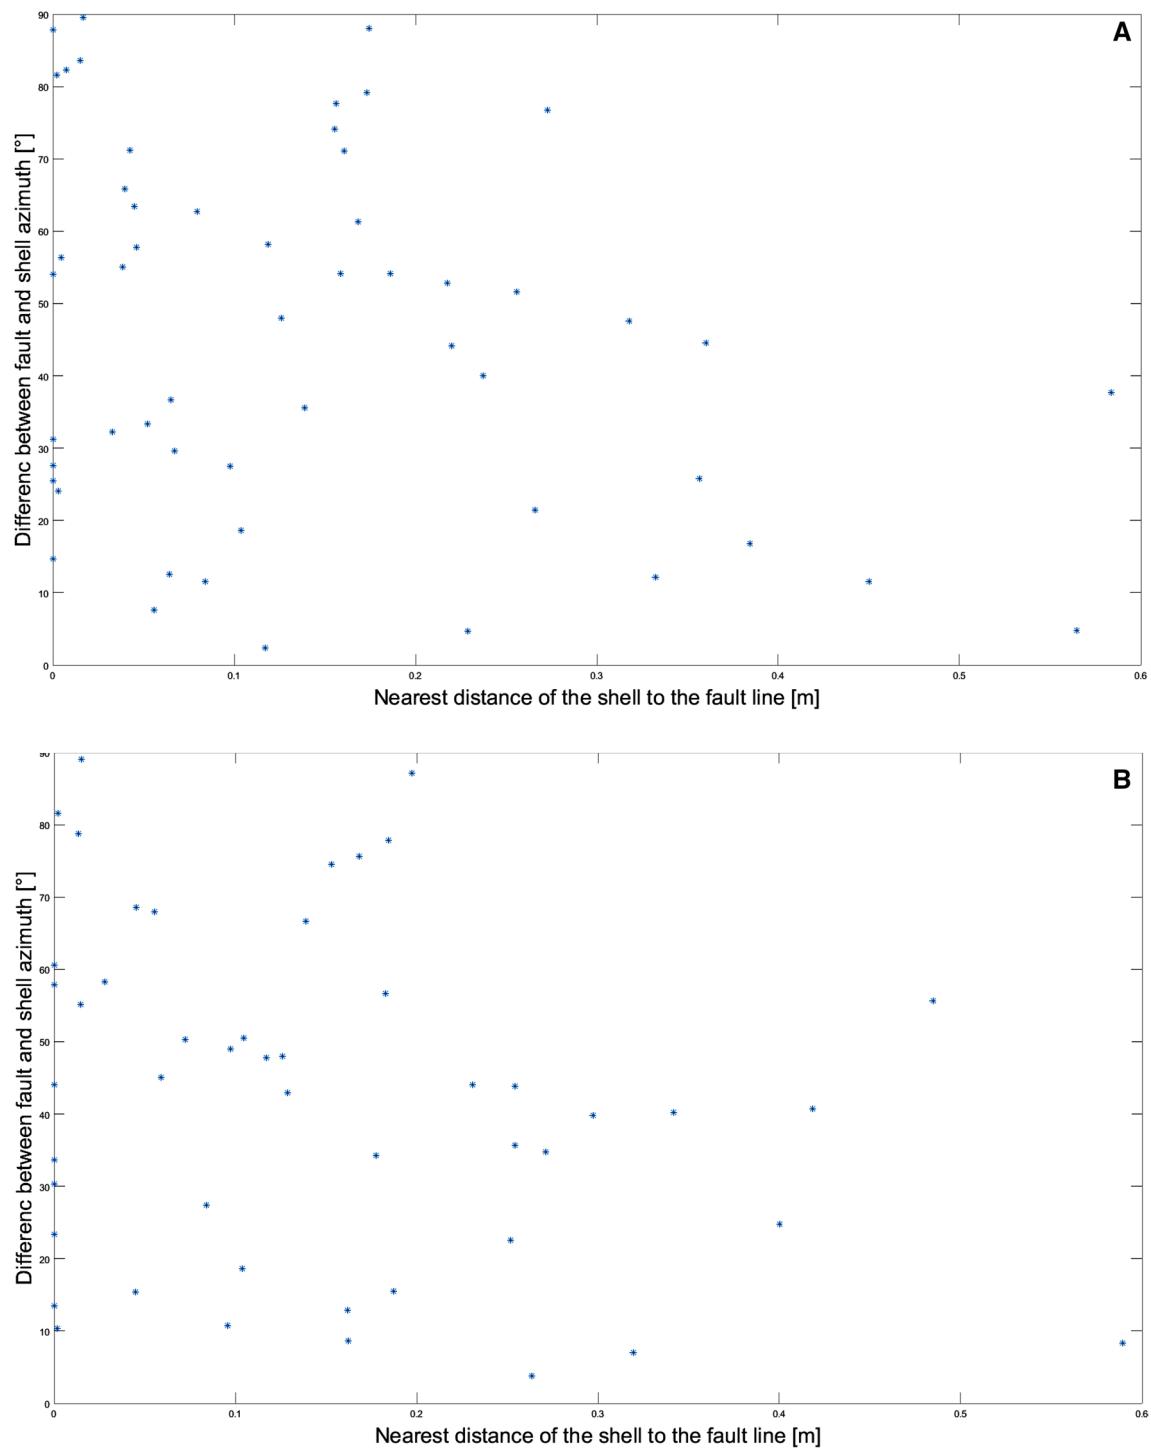 A
90
80
70
60
50
40
30
20
10
0
Differenc between fault and shell azimuth [°]
0 0.1 0.2 0.3 0.4 0.5 0.6
Nearest distance of the shell to the fault line [m]
B
90
80
70
60
50
40
30
20
10
0
Differenc between fault and shell azimuth [°]
0 0.1 0.2 0.3 0.4 0.5 0.6
Nearest distance of the shell to the fault line [m]